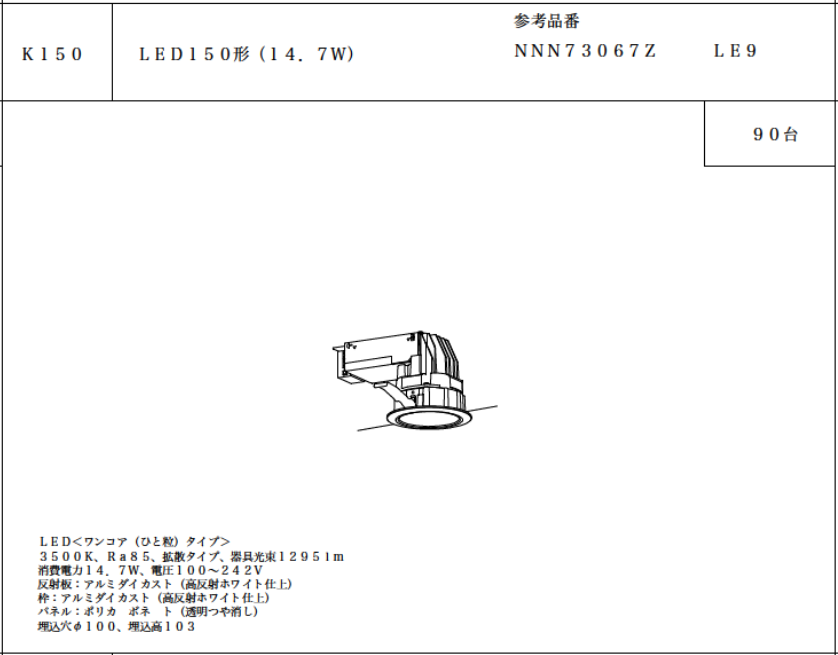 参考品番
K150 LED150形(14.7W) NNN73067Z LE9
90台
LED<ワンコア(ひと粒)タイプ>
3500K、Ra85、拡散タイプ、器具光束1295lm
消費電力14.7W、電圧100~242V
反射板:アルミダイカスト(高反射ホワイト仕上)
枠:アルミダイカスト(高反射ホワイト仕上)
パネル:ポリカ ボネ ト(透明つや消し)
埋込穴φ100、埋込高103